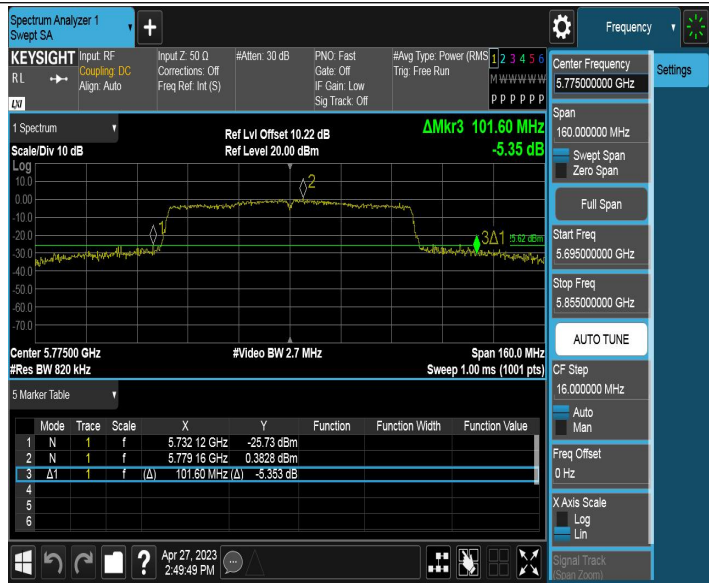 Spectrum Analyzer 1
Swept SA
Frequency
KEYSIGHT
RL
LXI
Input: RF
Coupling: DC
Align: Auto
Input Z: 50 Ω
Corrections: Off
Freq Ref: Int (S)
#Atten: 30 dB
PNO: Fast
Gate: Off
IF Gain: Low
Sig Track: Off
#Avg Type: Power (RMS
Trig: Free Run
1 2 3 4 5 6
M W W W W W
P P P P P P
1 Spectrum
Scale/Div 10 dB
Ref Lvl Offset 10.22 dB
Ref Level 20.00 dBm
ΔMkr3 101.60 MHz
-5.35 dB
Log
10.0
0.00
-10.0
-20.0
-30.0
-40.0
-50.0
-60.0
-70.0
1
2
3Δ1
5.62 dBm
Center 5.77500 GHz
#Res BW 820 kHz
#Video BW 2.7 MHz
Span 160.0 MHz
Sweep 1.00 ms (1001 pts)
5 Marker Table
Mode Trace Scale X Y Function Function Width Function Value
1 N 1 f 5.732 12 GHz -25.73 dBm
2 N 1 f 5.779 16 GHz 0.3828 dBm
3 Δ1 1 f (Δ) 101.60 MHz (Δ) -5.353 dB
4
5
6
Apr 27, 2023
2:49:49 PM
Center Frequency
5.775000000 GHz
Settings
Span
160.000000 MHz
Swept Span
Zero Span
Full Span
Start Freq
5.695000000 GHz
Stop Freq
5.855000000 GHz
AUTO TUNE
CF Step
16.000000 MHz
Auto
Man
Freq Offset
0 Hz
X Axis Scale
Log
Lin
Signal Track
(Span Zoom)